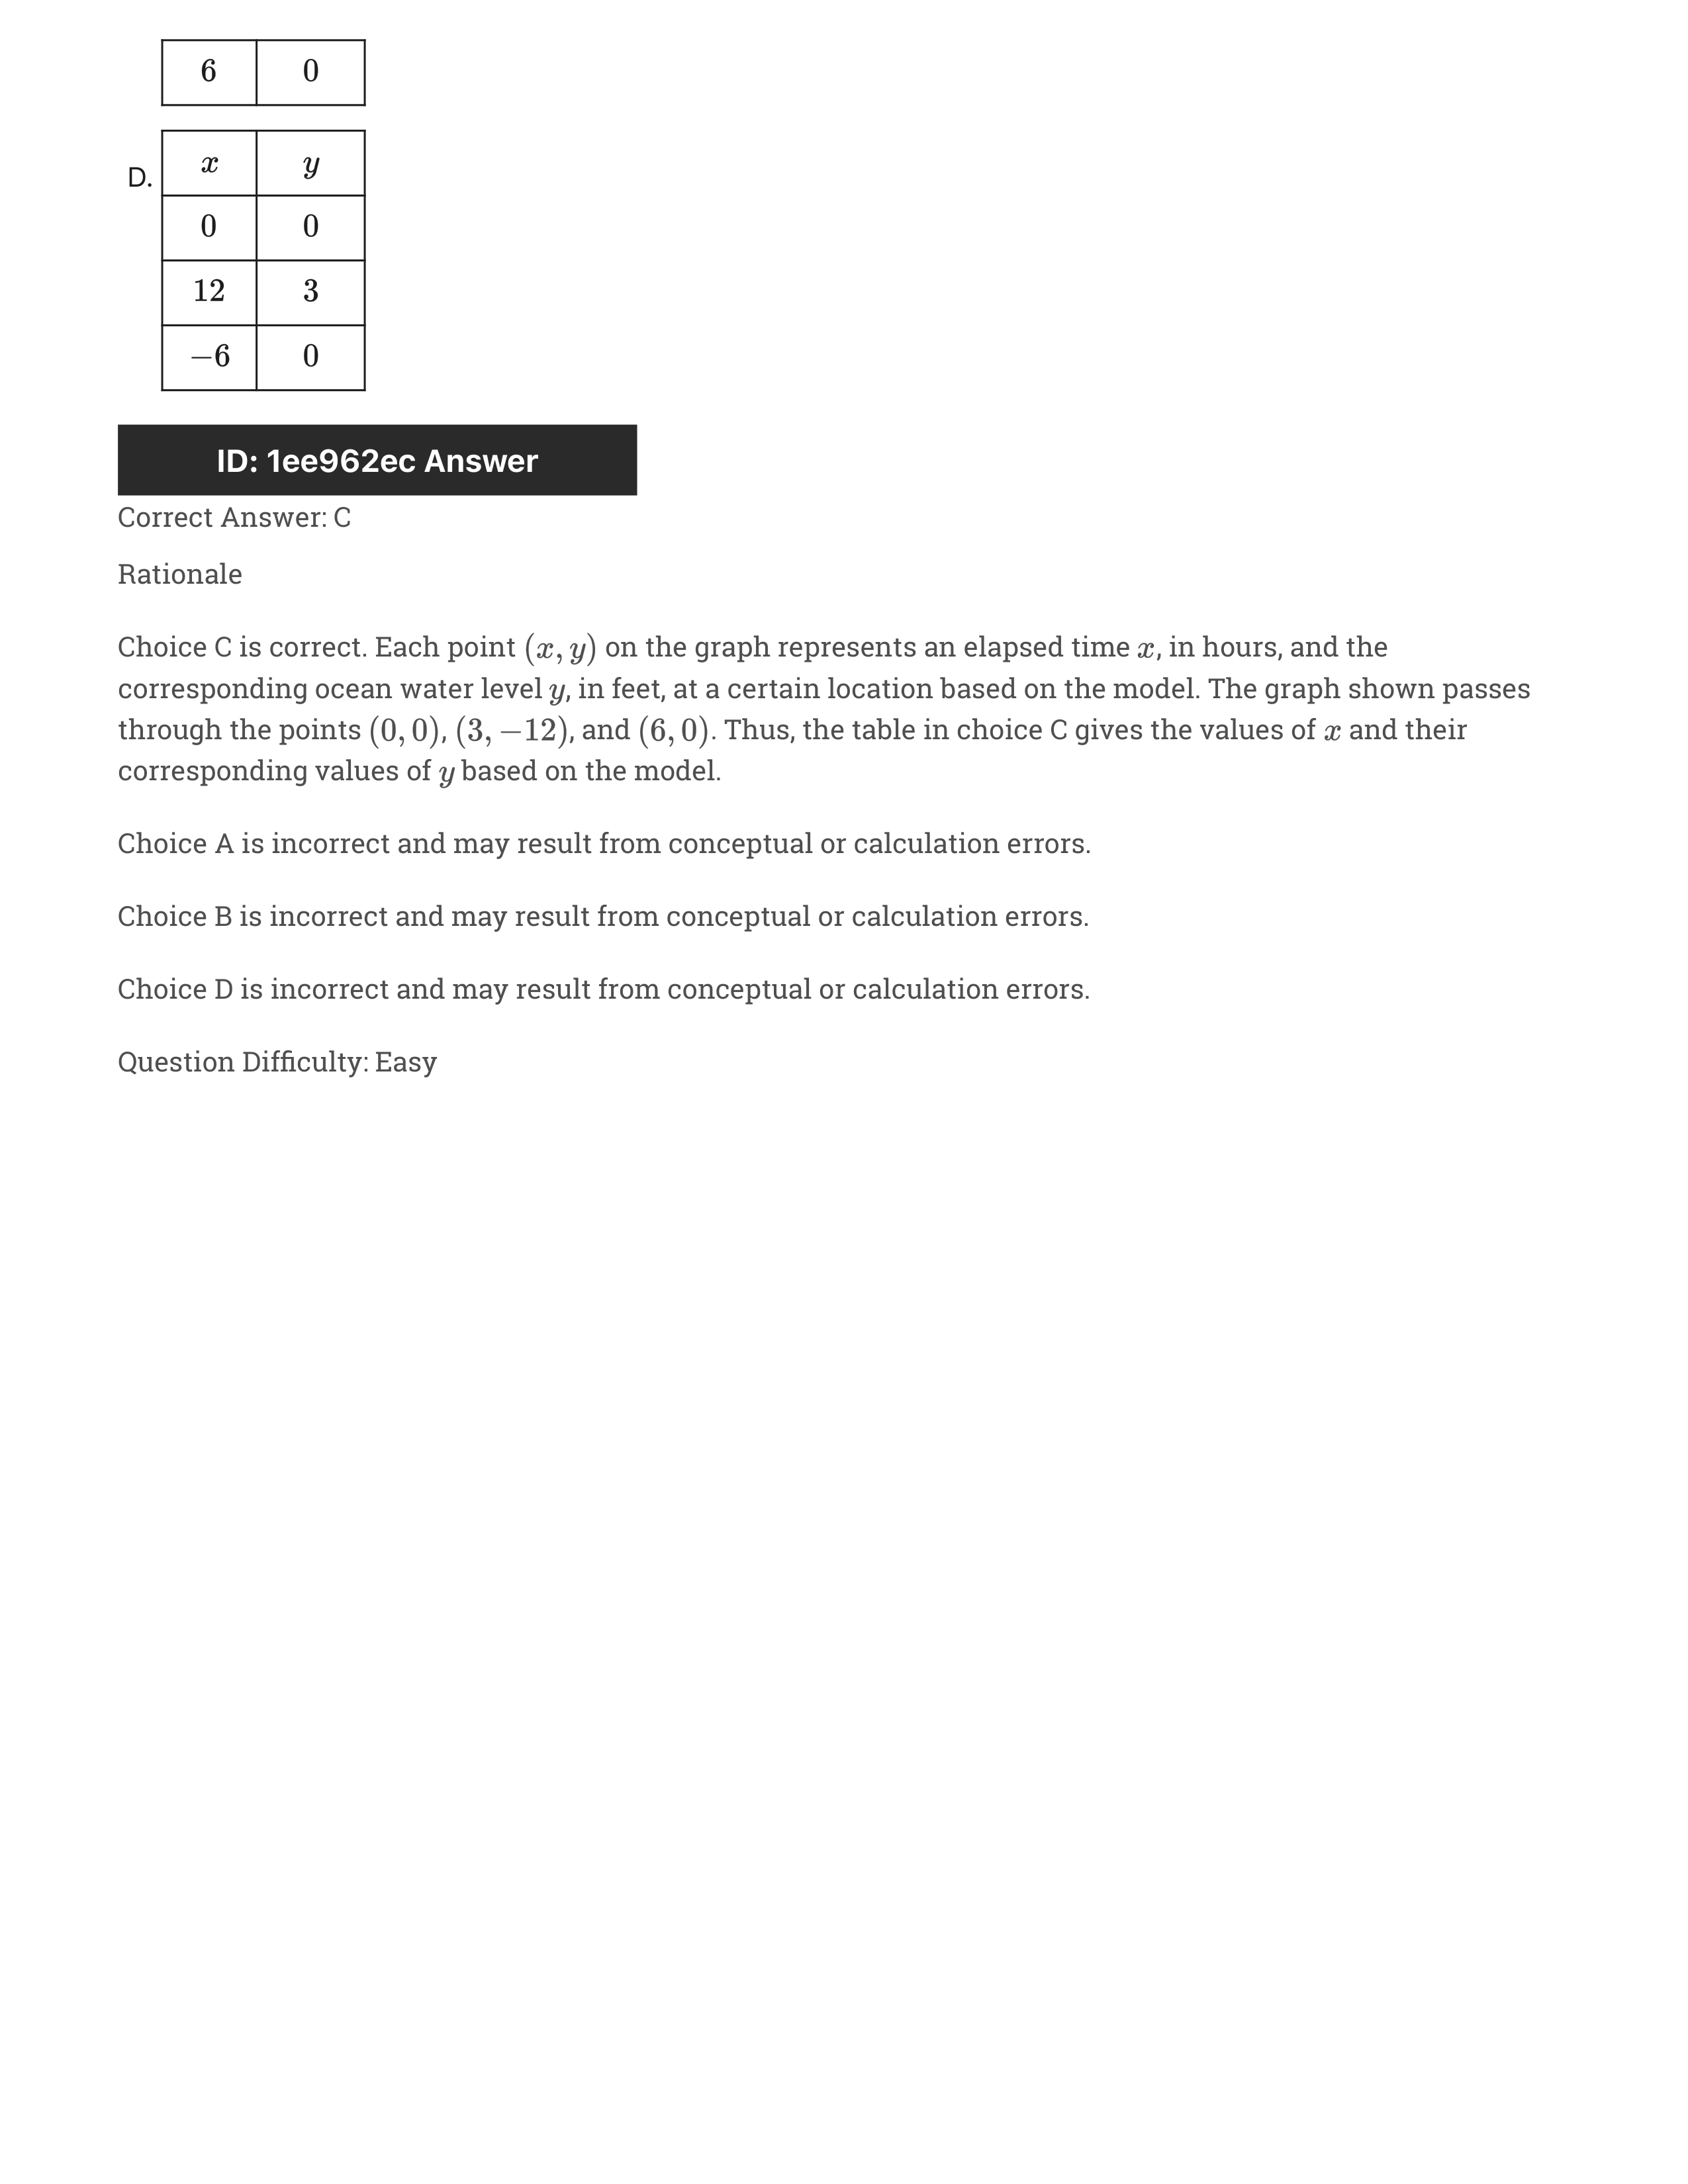 6 0
D. x y
0 0
12 3
−6 0
ID: 1ee962ec Answer
Correct Answer: C
Rationale
Choice C is correct. Each point (x, y) on the graph represents an elapsed time x, in hours, and the
corresponding ocean water level y, in feet, at a certain location based on the model. The graph shown passes
through the points (0, 0), (3, −12), and (6, 0). Thus, the table in choice C gives the values of x and their
corresponding values of y based on the model.
Choice A is incorrect and may result from conceptual or calculation errors.
Choice B is incorrect and may result from conceptual or calculation errors.
Choice D is incorrect and may result from conceptual or calculation errors.
Question Difficulty: Easy